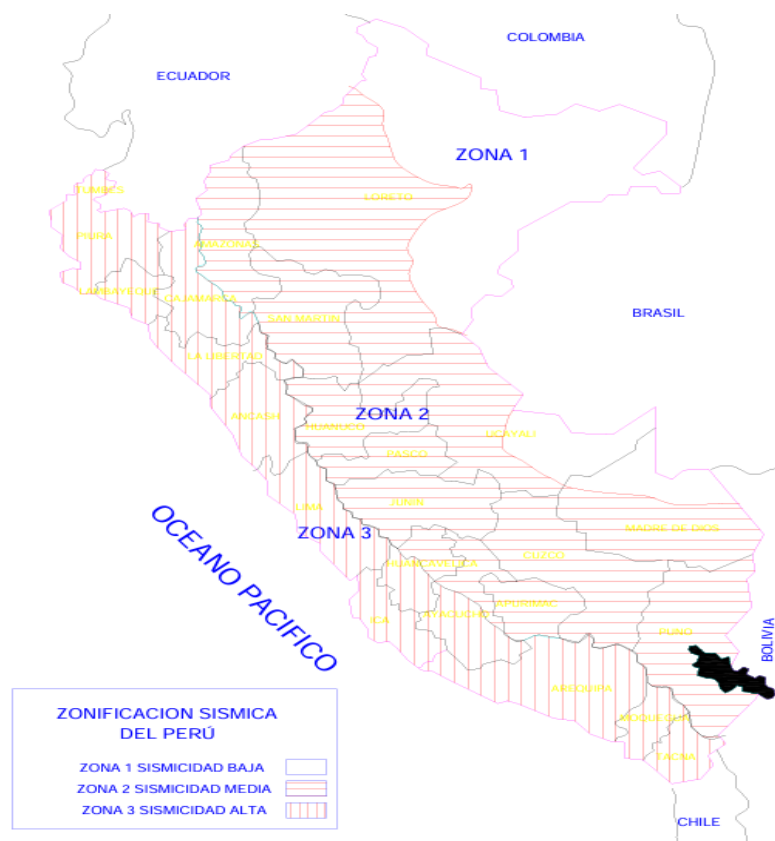 COLOMBIA
ECUADOR
ZONA 1
TUMBES
LORETO
PIURA
AMAZONAS
LAMBAYEQUE
CAJAMARCA
BRASIL
SAN MARTIN
LA LIBERTAD
ANCASH
ZONA 2
HUANUCO
UCAYALI
PASCO
JUNIN
LIMA
ZONA 3
MADRE DE DIOS
CUZCO
HUANCAVELICA
OCEANO PACIFICO
APURIMAC
AYACUCHO
ICA
PUNO
BOLIVIA
AREQUIPA
MOQUEGUA
TACNA
ZONIFICACION SISMICA
DEL PERÚ
ZONA 1 SISMICIDAD BAJA
ZONA 2 SISMICIDAD MEDIA
ZONA 3 SISMICIDAD ALTA
CHILE